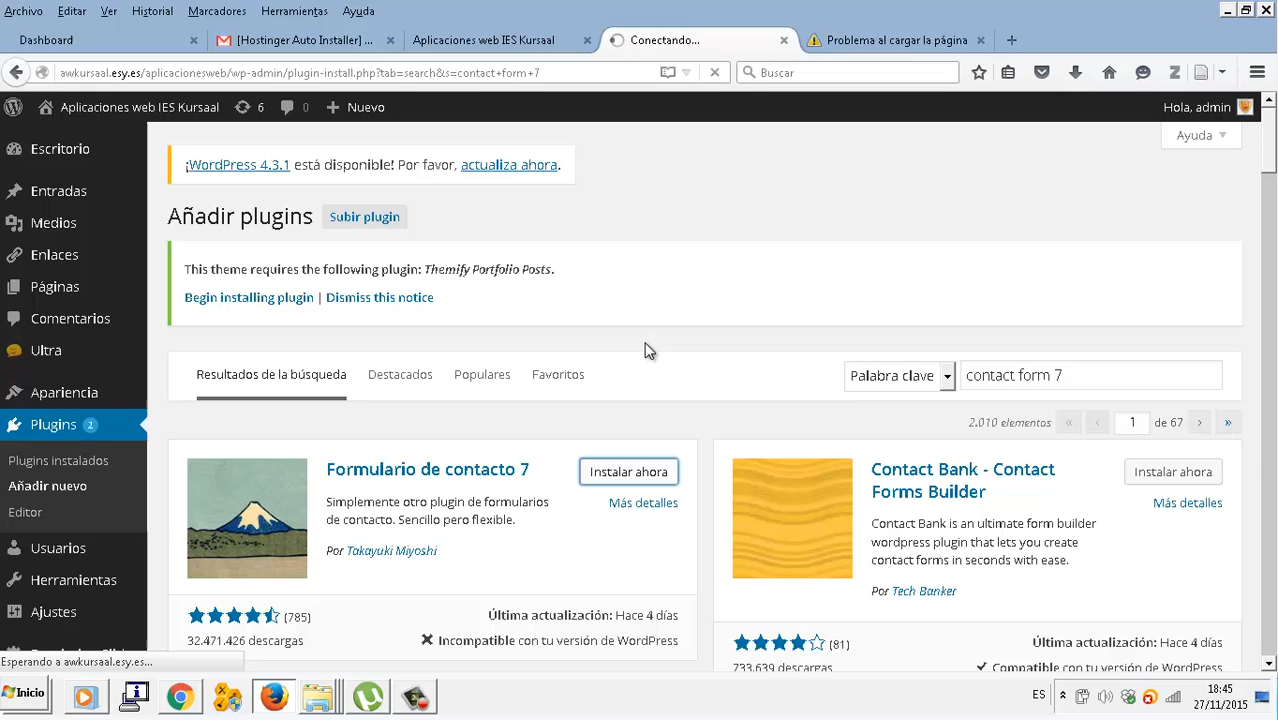 Archivo Editar Ver Historial Marcadores Herramientas Ayuda
Dashboard
[Hostinger Auto Installer] ...
Aplicaciones web IES Kursaal
Conectando...
Problema al cargar la página
awkursaal.esy.es/aplicacionesweb/wp-admin/plugin-install.php?tab=search&s=contact+form+7
Buscar
Aplicaciones web IES Kursaal 6 0 Nuevo
Hola, admin
Ayuda
Escritorio
Entradas
Medios
Enlaces
Páginas
Comentarios
Ultra
Apariencia
Plugins 2
Plugins instalados
Añadir nuevo
Editor
Usuarios
Herramientas
Ajustes
¡WordPress 4.3.1 está disponible! Por favor, actualiza ahora.
Añadir plugins Subir plugin
This theme requires the following plugin: Themify Portfolio Posts.
Begin installing plugin | Dismiss this notice
Resultados de la búsqueda Destacados Populares Favoritos
Palabra clave contact form 7
2.010 elementos « ‹ 1 de 67 › »
Formulario de contacto 7
Instalar ahora
Más detalles
Simplemente otro plugin de formularios
de contacto. Sencillo pero flexible.
Por Takayuki Miyoshi
(785)
32.471.426 descargas
Última actualización: Hace 4 días
Incompatible con tu versión de WordPress
Contact Bank - Contact
Forms Builder
Instalar ahora
Más detalles
Contact Bank is an ultimate form builder
wordpress plugin that lets you create
contact forms in seconds with ease.
Por Tech Banker
(81)
733.639 descargas
Última actualización: Hace 4 días
Compatible con tu versión de WordPress
Esperando a awkursaal.esy.es...
Inicio
ES
18:45
27/11/2015